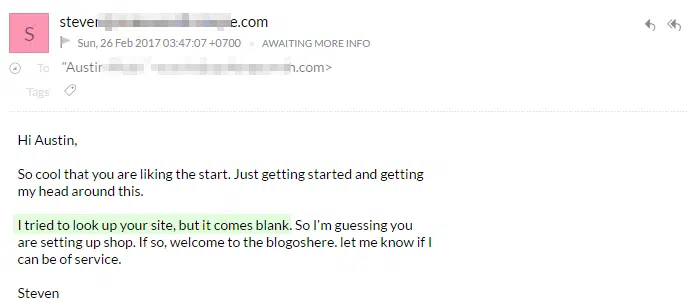 S
steven
.com
Sun, 26 Feb 2017 03:47:07 +0700 AWAITING MORE INFO
To "Austin .com>
Tags
Hi Austin,
So cool that you are liking the start. Just getting started and getting
my head around this.
I tried to look up your site, but it comes blank. So I'm guessing you
are setting up shop. If so, welcome to the blogoshere. let me know if I
can be of service.
Steven